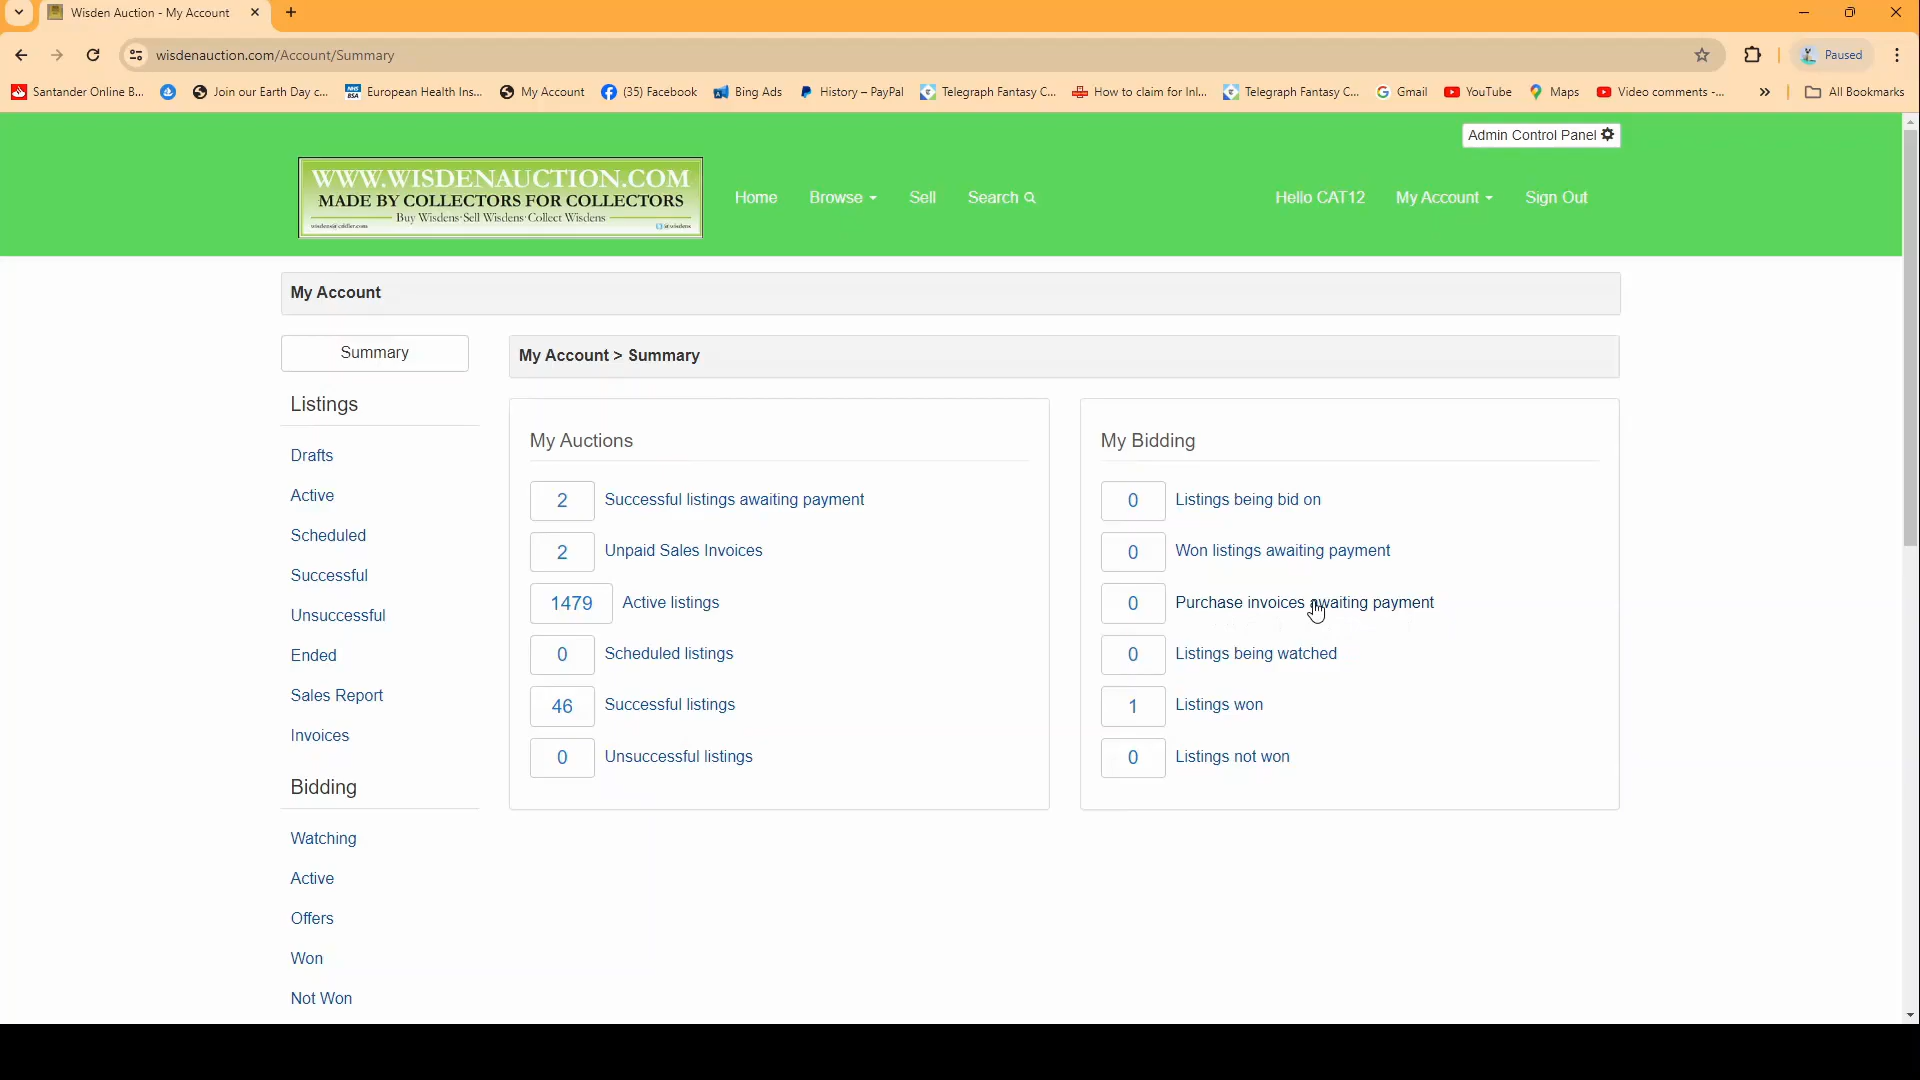 Wisden Auction - My Account
wisdenauction.com/Account/Summary
Paused
Santander Online B...
Join our Earth Day c...
European Health Ins...
My Account
(35) Facebook
Bing Ads
History – PayPal
Telegraph Fantasy C...
How to claim for Inl...
Telegraph Fantasy C...
Gmail
YouTube
Maps
Video comments -...
All Bookmarks
Admin Control Panel
WWW.WISDENAUCTION.COM
MADE BY COLLECTORS FOR COLLECTORS
Buy Wisdens·Sell Wisdens·Collect Wisdens
Home
Browse
Sell
Search
Hello CAT12
My Account
Sign Out
My Account
Summary
Listings
Drafts
Active
Scheduled
Successful
Unsuccessful
Ended
Sales Report
Invoices
Bidding
Watching
Active
Offers
Won
Not Won
My Account > Summary
My Auctions
2 Successful listings awaiting payment
2 Unpaid Sales Invoices
1479 Active listings
0 Scheduled listings
46 Successful listings
0 Unsuccessful listings
My Bidding
0 Listings being bid on
0 Won listings awaiting payment
0 Purchase invoices awaiting payment
0 Listings being watched
1 Listings won
0 Listings not won